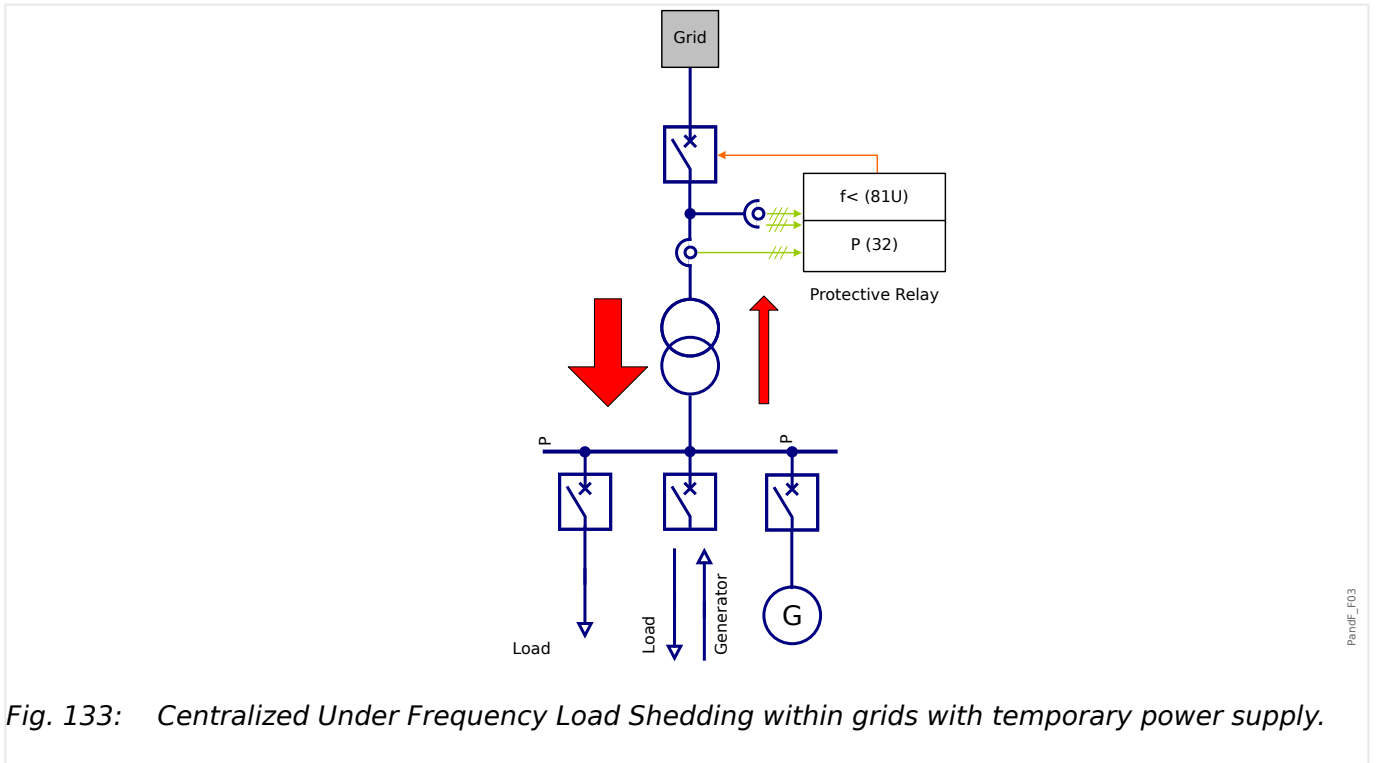 Grid
f< (81U)
P (32)
Protective Relay
P
P
Load
Load
Generator
G
PandF_F03
Fig. 133: Centralized Under Frequency Load Shedding within grids with temporary power supply.